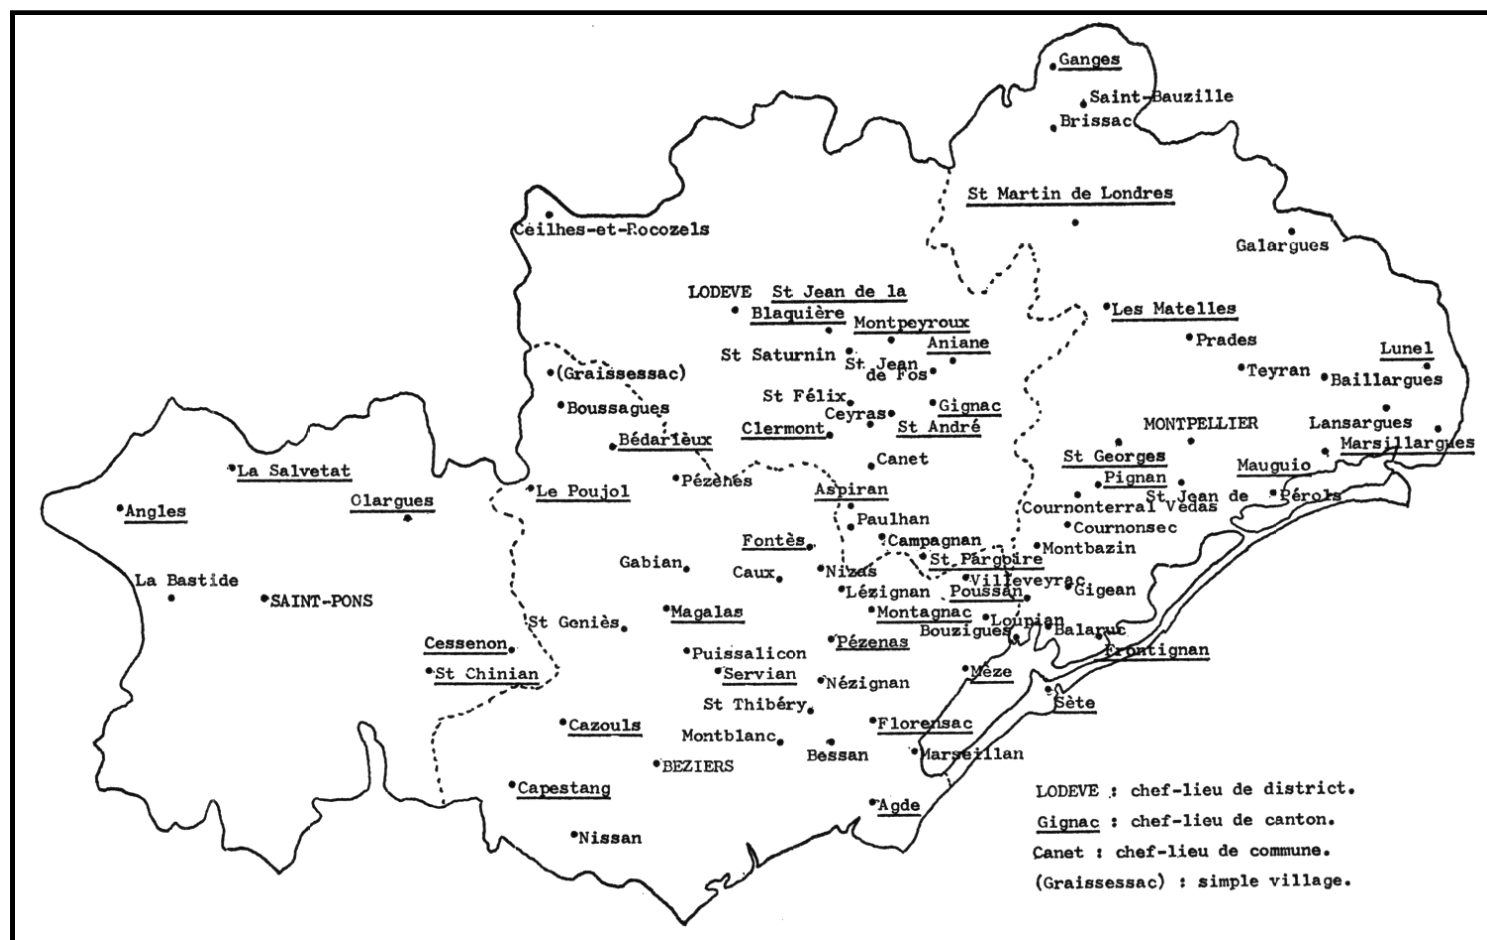 Ganges
Saint-Bauzille
Brissac
St Martin de Londres
Ceilhes-et-Rocozels
Galargues
LODEVE
St Jean de la
Blaquière
Montpeyroux
Les Matelles
St Saturnin
St Jean
de Fos
Aniane
Prades
Lunel
(Graissessac)
Teyran
Baillargues
Boussagues
St Félix
Ceyras
Gignac
Lansargues
Bédarieux
Clermont
St André
MONTPELLIER
Marsillargues
La Salvetat
Canet
St Georges
Mauguio
Olargues
Le Poujol
Pézènes
Aspiran
Pignan
St Jean de
Védas
Pérols
Angles
Cournonterral
Paulhan
Cournonsec
Fontès
Campagnan
Montbazin
Gabian
Caux
Nizas
St Pargoire
La Bastide
Lézignan
Villeveyrac
Poussan
Gigean
SAINT-PONS
Magalas
Montagnac
St Geniès
Bouzigues
Loupian
Balaruc
Cessenon
Puissalicon
Pézenas
Frontignan
St Chinian
Servian
Nézignan
Mèze
Sète
St Thibéry
Cazouls
Florensac
Montblanc
Bessan
Marseillan
BEZIERS
Capestang
Agde
Nissan
LODEVE : chef-lieu de district.
Gignac : chef-lieu de canton.
Canet : chef-lieu de commune.
(Graissessac) : simple village.